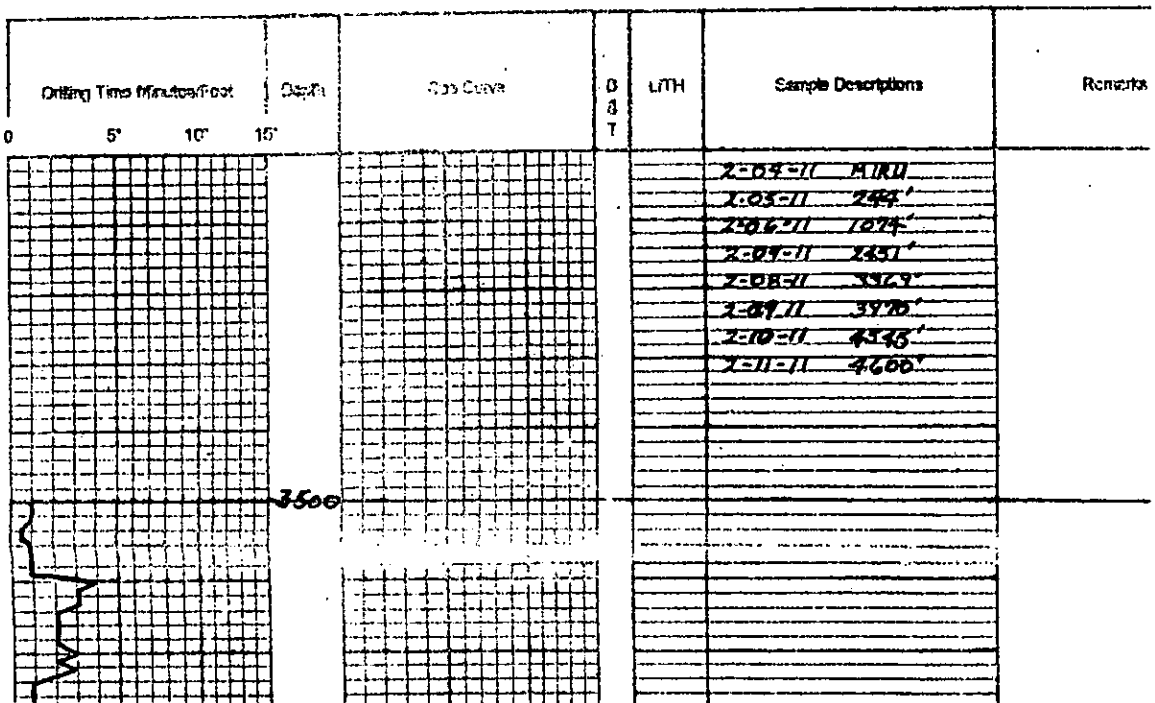 Drilling Time Minutes/Foot
Depth
Gas Curve
LITH
Sample Descriptions
Remarks
0 5" 10" 15"
2-04-11 MIRU
2-05-11 244'
2-06-11 1074'
2-07-11 2451'
2-08-11 3369'
2-09-11 3970'
2-10-11 4345'
2-11-11 4600'
3500